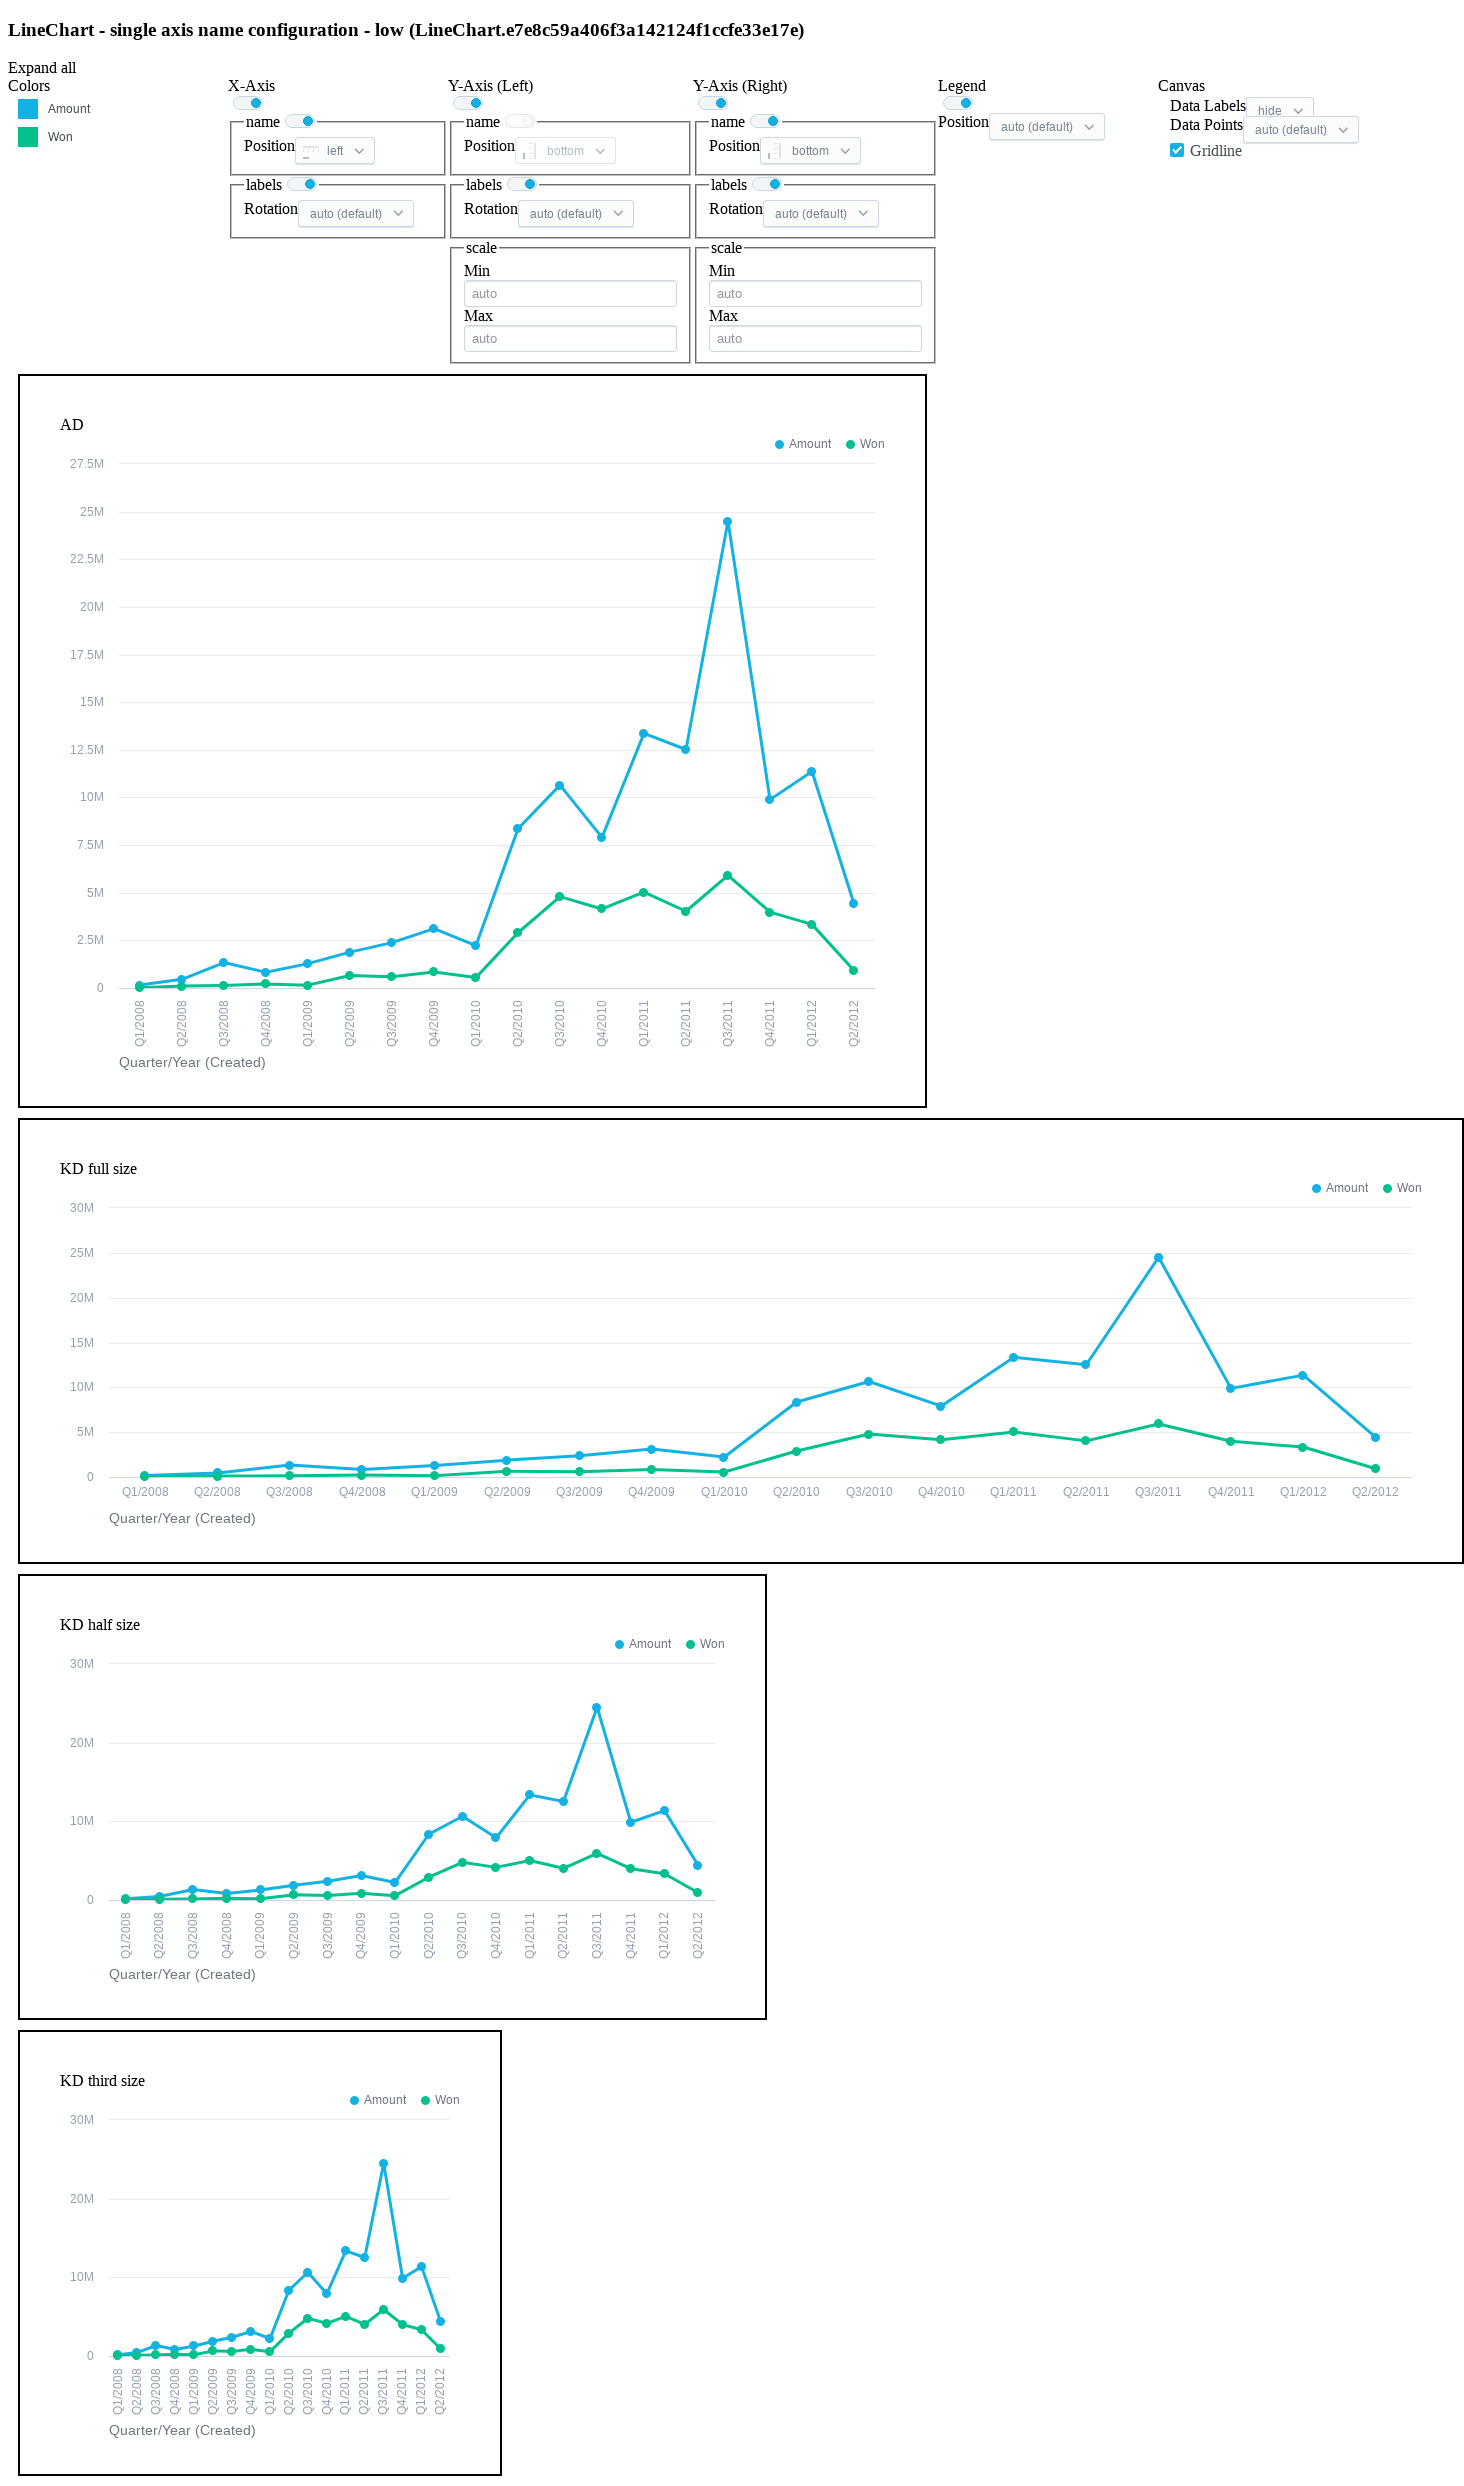 LineChart - single axis name configuration - low (LineChart.e7e8c59a406f3a142124f1ccfe33e17e)
Expand all
Colors
Amount
Won
X-Axis
name
Position left
labels
Rotation auto (default)
Y-Axis (Left)
name
Position bottom
labels
Rotation auto (default)
scale
Min
auto
Max
auto
Y-Axis (Right)
name
Position bottom
labels
Rotation auto (default)
scale
Min
auto
Max
auto
Legend
Position auto (default)
Canvas
Data Labels hide
Data Points auto (default)
Gridline
AD
Amount Won
27.5M
25M
22.5M
20M
17.5M
15M
12.5M
10M
7.5M
5M
2.5M
0
Q1/2008 Q2/2008 Q3/2008 Q4/2008 Q1/2009 Q2/2009 Q3/2009 Q4/2009 Q1/2010 Q2/2010 Q3/2010 Q4/2010 Q1/2011 Q2/2011 Q3/2011 Q4/2011 Q1/2012 Q2/2012
Quarter/Year (Created)
KD full size
Amount Won
30M
25M
20M
15M
10M
5M
0
Q1/2008 Q2/2008 Q3/2008 Q4/2008 Q1/2009 Q2/2009 Q3/2009 Q4/2009 Q1/2010 Q2/2010 Q3/2010 Q4/2010 Q1/2011 Q2/2011 Q3/2011 Q4/2011 Q1/2012 Q2/2012
Quarter/Year (Created)
KD half size
Amount Won
30M
20M
10M
0
Q1/2008 Q2/2008 Q3/2008 Q4/2008 Q1/2009 Q2/2009 Q3/2009 Q4/2009 Q1/2010 Q2/2010 Q3/2010 Q4/2010 Q1/2011 Q2/2011 Q3/2011 Q4/2011 Q1/2012 Q2/2012
Quarter/Year (Created)
KD third size
Amount Won
30M
20M
10M
0
Q1/2008 Q2/2008 Q3/2008 Q4/2008 Q1/2009 Q2/2009 Q3/2009 Q4/2009 Q1/2010 Q2/2010 Q3/2010 Q4/2010 Q1/2011 Q2/2011 Q3/2011 Q4/2011 Q1/2012 Q2/2012
Quarter/Year (Created)